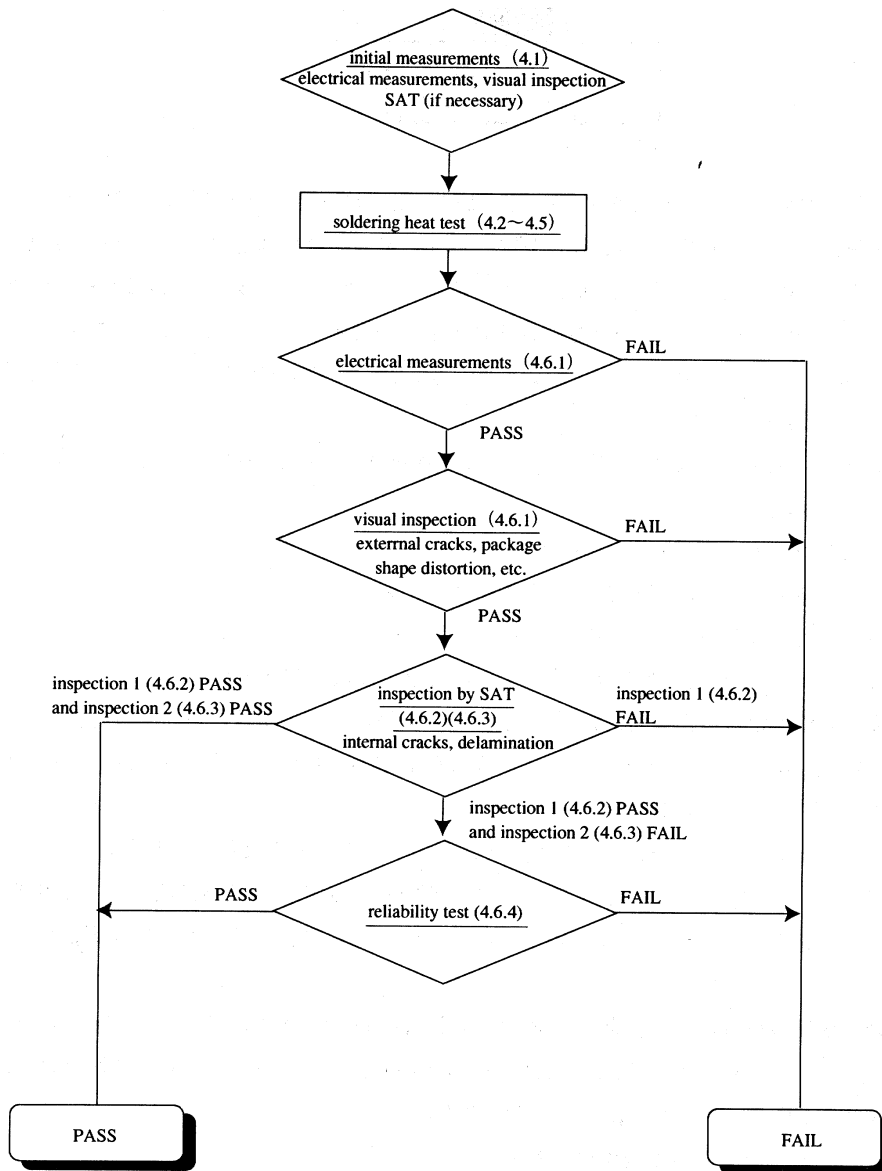 initial measurements (4.1)
electrical measurements, visual inspection
SAT (if necessary)
soldering heat test (4.2～4.5)
electrical measurements (4.6.1)
FAIL
PASS
visual inspection (4.6.1)
exterrnal cracks, package
shape distortion, etc.
FAIL
PASS
inspection 1 (4.6.2) PASS
and inspection 2 (4.6.3) PASS
inspection by SAT
(4.6.2)(4.6.3)
internal cracks, delamination
inspection 1 (4.6.2)
FAIL
inspection 1 (4.6.2) PASS
and inspection 2 (4.6.3) FAIL
PASS
reliability test (4.6.4)
FAIL
PASS
FAIL